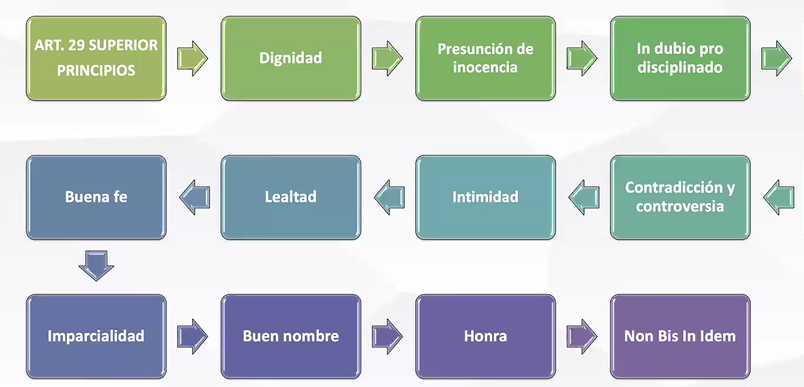 ART. 29 SUPERIOR
PRINCIPIOS
Dignidad
Presunción de
inocencia
In dubio pro
disciplinado
Contradicción y
controversia
Intimidad
Lealtad
Buena fe
Imparcialidad
Buen nombre
Honra
Non Bis In Idem